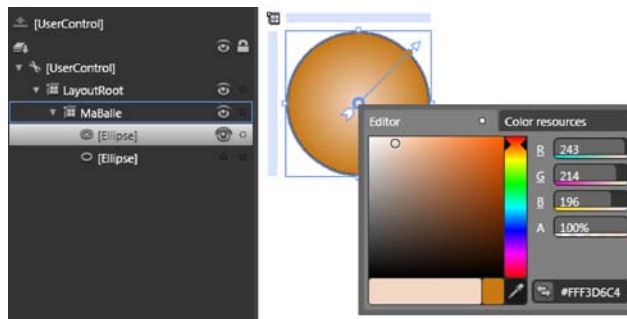 [UserControl]
[UserControl]
LayoutRoot
MaBalle
[Ellipse]
[Ellipse]
Editor
Color resources
R 243
G 214
B 196
A 100%
#FFF3D6C4